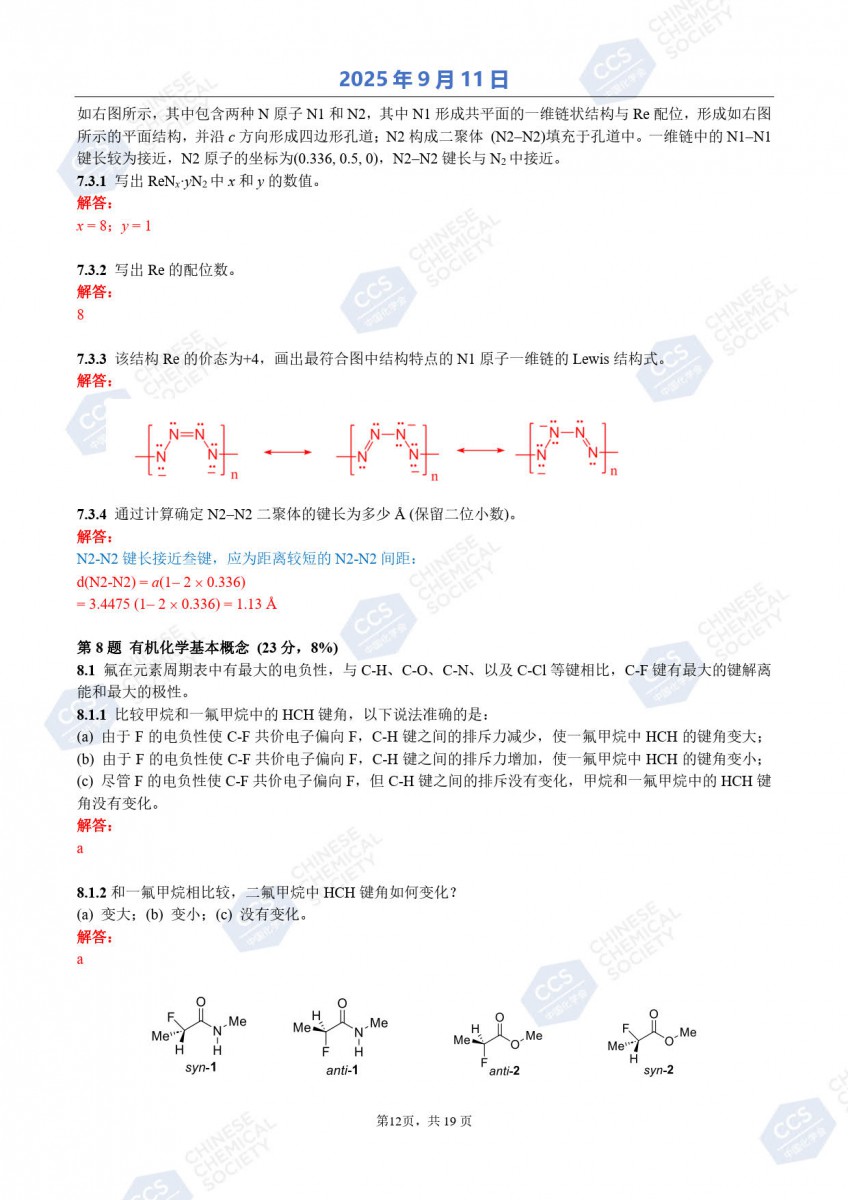 2025 年 9 月 11 日
如右图所示，其中包含两种 N 原子 N1 和 N2，其中 N1 形成共平面的一维链状结构与 Re 配位，形成如右图
所示的平面结构，并沿 c 方向形成四边形孔道；N2 构成二聚体 (N2–N2)填充于孔道中。一维链中的 N1–N1
键长较为接近，N2 原子的坐标为(0.336, 0.5, 0)，N2–N2 键长与 N₂ 中接近。
7.3.1 写出 ReNₓ·yN₂ 中 x 和 y 的数值。
解答：
x = 8；y = 1
7.3.2 写出 Re 的配位数。
解答：
8
7.3.3 该结构 Re 的价态为+4，画出最符合图中结构特点的 N1 原子一维链的 Lewis 结构式。
解答：
N=N N–N N–N
N N n N N n N N n
7.3.4 通过计算确定 N2–N2 二聚体的键长为多少 Å (保留二位小数)。
解答：
N2-N2 键长接近叁键，应为距离较短的 N2-N2 间距：
d(N2-N2) = a(1– 2 × 0.336)
= 3.4475 (1– 2 × 0.336) = 1.13 Å
第 8 题 有机化学基本概念 (23 分，8%)
8.1 氟在元素周期表中有最大的电负性，与 C-H、C-O、C-N、以及 C-Cl 等键相比，C-F 键有最大的键解离
能和最大的极性。
8.1.1 比较甲烷和一氟甲烷中的 HCH 键角，以下说法准确的是：
(a) 由于 F 的电负性使 C-F 共价电子偏向 F，C-H 键之间的排斥力减少，使一氟甲烷中 HCH 的键角变大；
(b) 由于 F 的电负性使 C-F 共价电子偏向 F，C-H 键之间的排斥力增加，使一氟甲烷中 HCH 的键角变小；
(c) 尽管 F 的电负性使 C-F 共价电子偏向 F，但 C-H 键之间的排斥没有变化，甲烷和一氟甲烷中的 HCH 键
角没有变化。
解答：
a
8.1.2 和一氟甲烷相比较，二氟甲烷中 HCH 键角如何变化？
(a) 变大；(b) 变小；(c) 没有变化。
解答：
a
F O Me N Me H H
H O Me N Me F H
H O Me O Me F
F O Me O Me H
syn-1 anti-1 anti-2 syn-2
第12页，共 19 页
CCS
中国化学会
CHINESE
CHEMICAL
SOCIETY